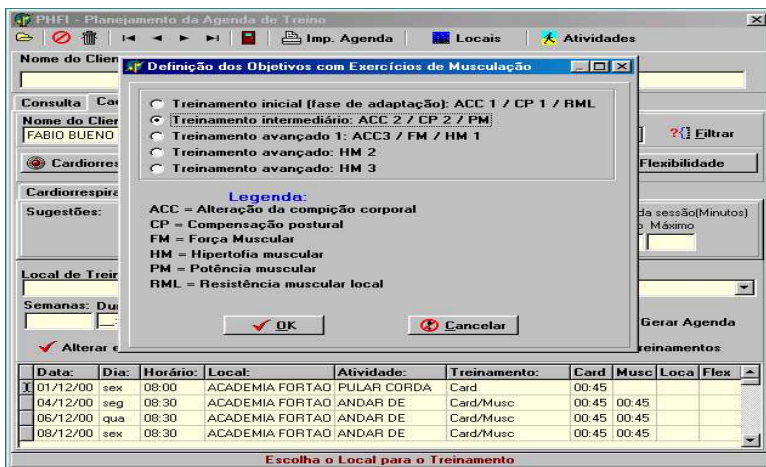 PHFI - Planejamento da Agenda de Treino
Imp. Agenda Locais Atividades
Nome do Clien
Definição dos Objetivos com Exercícios de Musculação
Consulta Ca
Nome do Clier
FABIO BUENO
?{} Filtrar
Cardiorres
Flexibilidade
Treinamento inicial (fase de adaptação): ACC 1 / CP 1 / RML
Treinamento intermediário: ACC 2 / CP 2 / PM
Treinamento avançado 1: ACC3 / FM / HM 1
Treinamento avançado: HM 2
Treinamento avançado: HM 3
Legenda:
ACC = Alteração da compição corporal
CP = Compensação postural
FM = Força Muscular
HM = Hipertofia muscular
PM = Potência muscular
RML = Resistência muscular local
OK Cancelar
Cardiorrespira
Sugestões:
da sessão(Minutos)
Máximo
Local de Treir
Semanas: Du
Gerar Agenda
Alterar e
reinamentos
Data: Dia: Horário: Local: Atividade: Treinamento: Card Musc Loca Flex
01/12/00 sex 08:00 ACADEMIA FORTAO PULAR CORDA Card 00:45
04/12/00 seg 08:30 ACADEMIA FORTAO ANDAR DE Card/Musc 00:45 00:45
06/12/00 qua 08:30 ACADEMIA FORTAO ANDAR DE Card/Musc 00:45 00:45
08/12/00 sex 08:30 ACADEMIA FORTAO ANDAR DE Card/Musc 00:45 00:45
Escolha o Local para o Treinamento